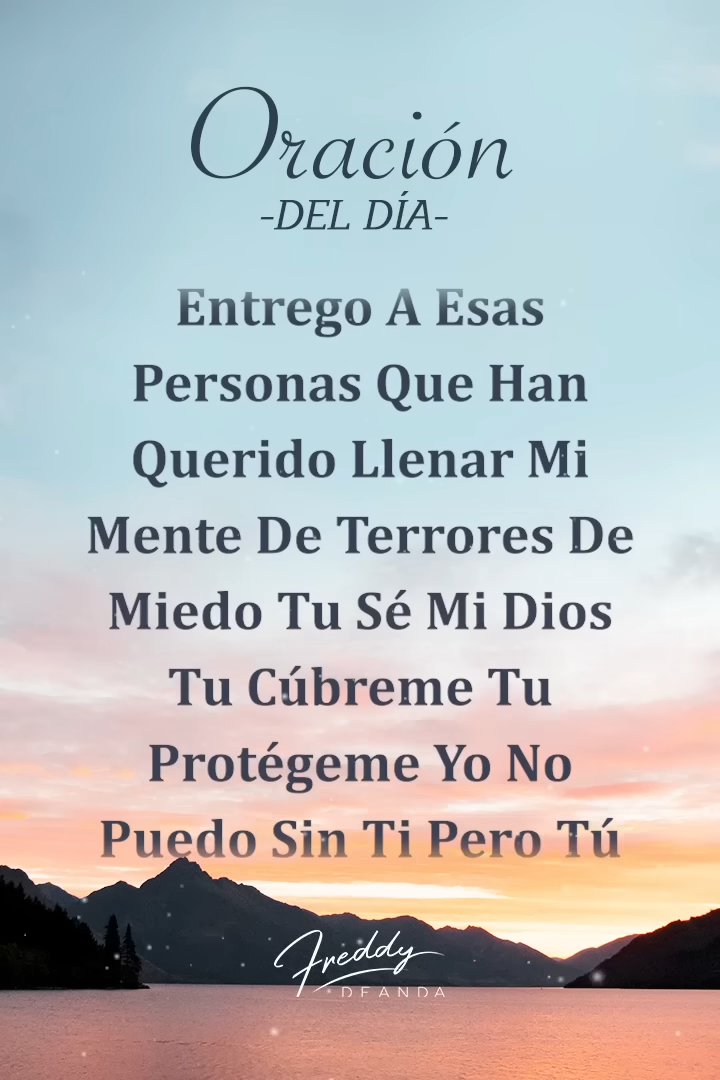 Oración
-DEL DÍA-
Entrego A Esas
Personas Que Han
Querido Llenar Mi
Mente De Terrores De
Miedo Tu Sé Mi Dios
Tu Cúbreme Tu
Protégeme Yo No
Puedo Sin Ti Pero Tú
Freddy
DEANDA